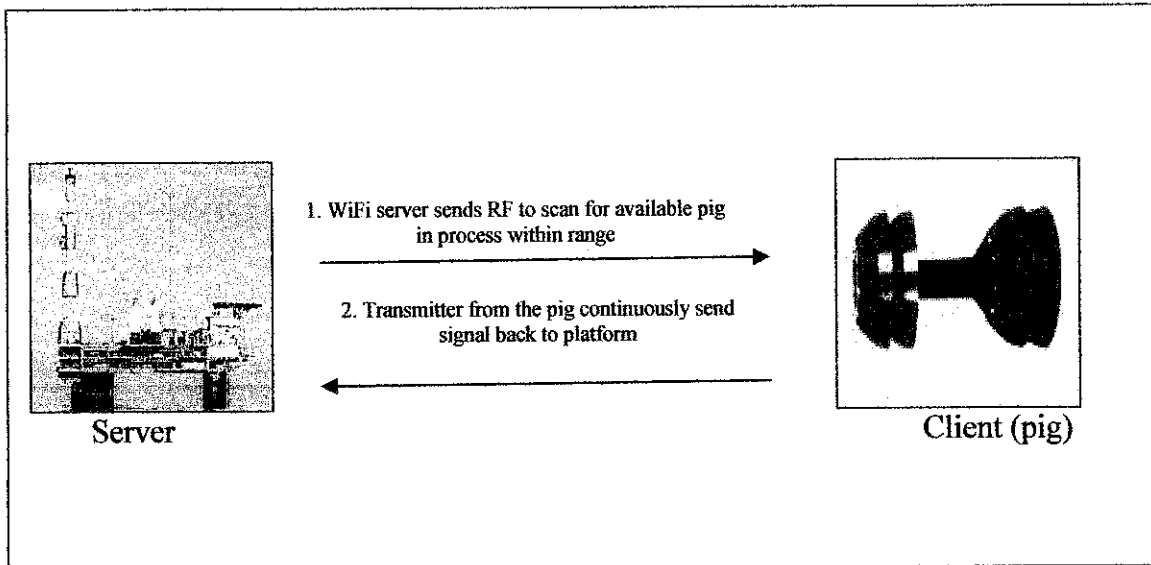 1. WiFi server sends RF to scan for available pig
in process within range
2. Transmitter from the pig continuously send
signal back to platform
Server
Client (pig)